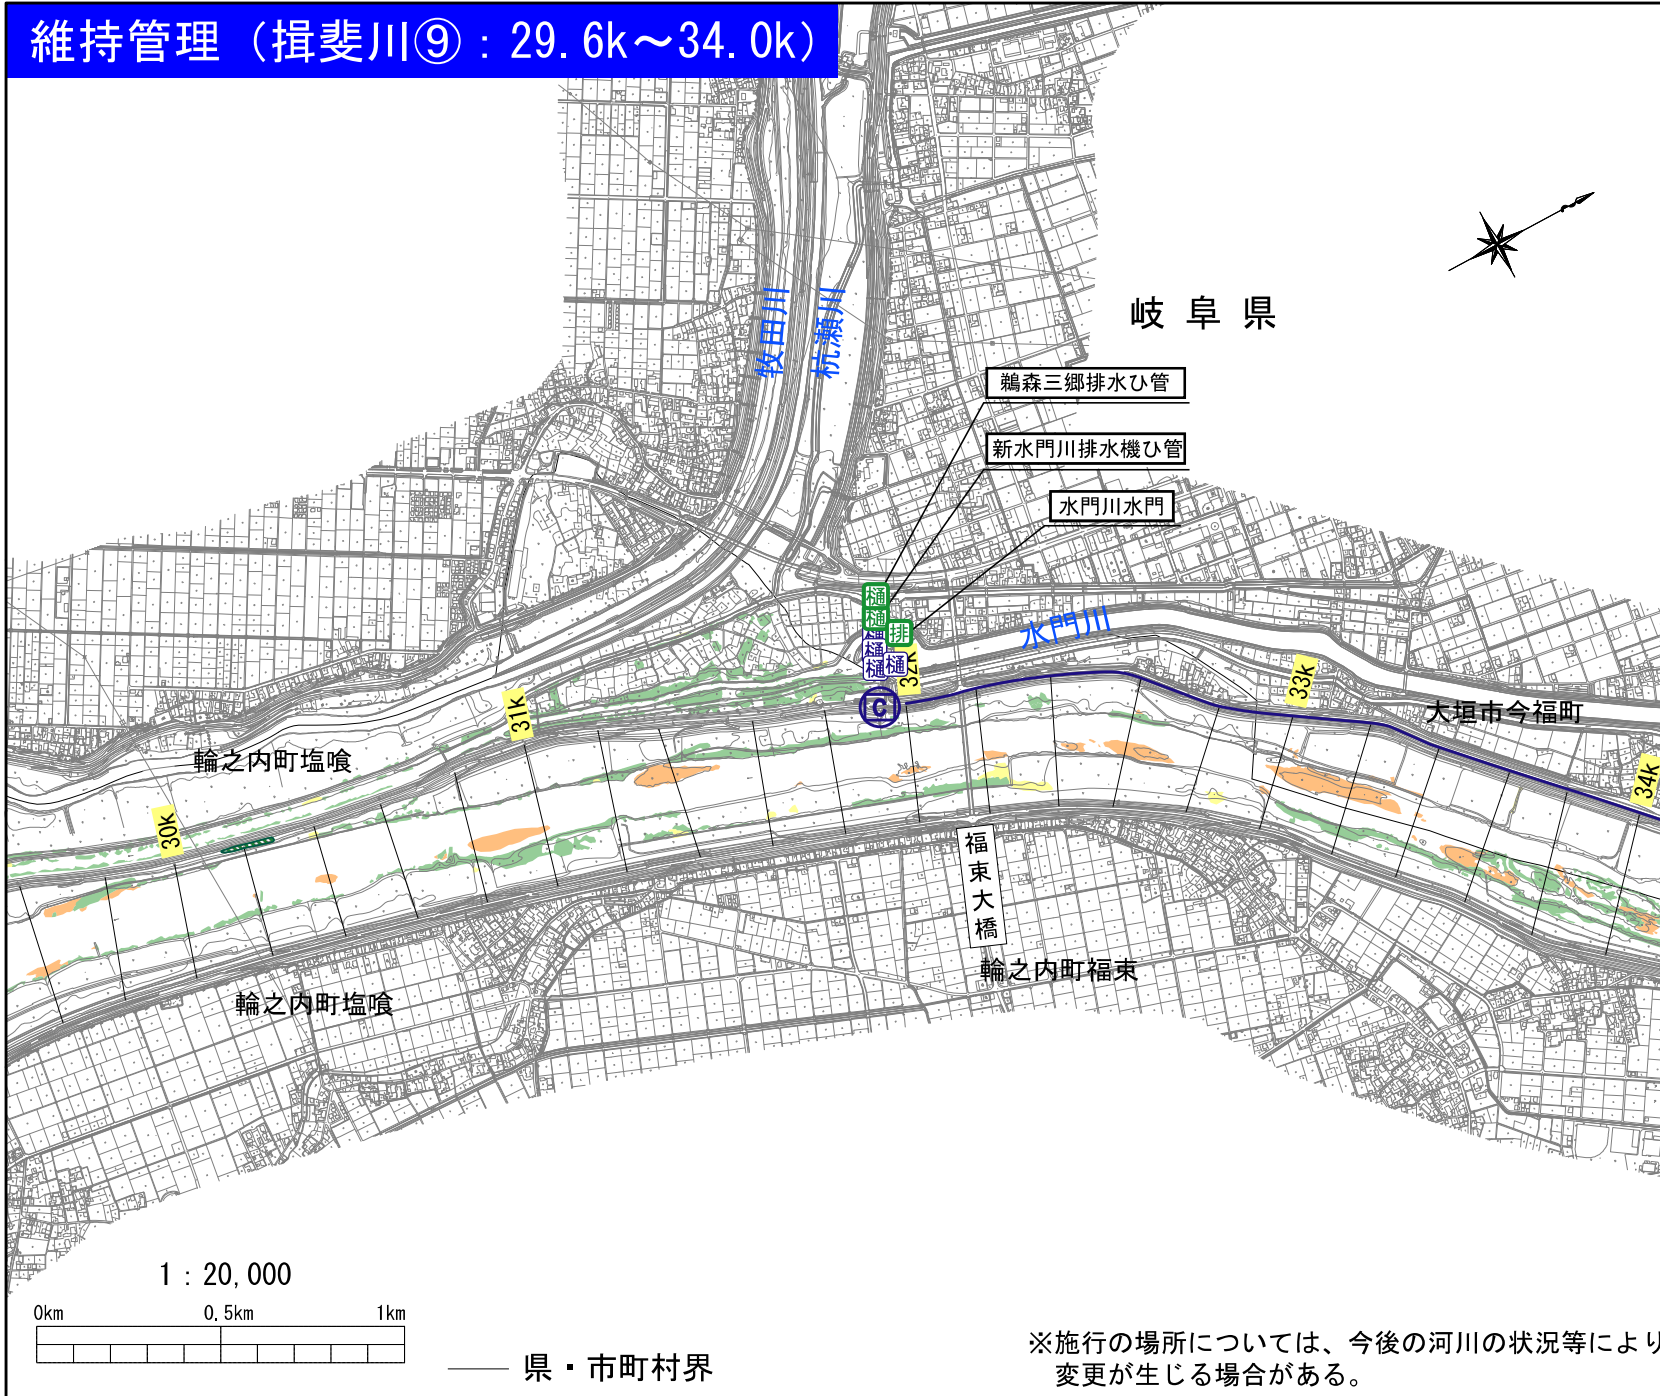 維持管理（揖斐川⑨：29.6k～34.0k）
岐阜県
牧田川
杭瀬川
鵜森三郷排水ひ管
新水門川排水機ひ管
水門川水門
樋
樋
排
樋
樋
樋
32k
C
水門川
33k
大垣市今福町
34k
31k
輪之内町塩喰
30k
福東大橋
輪之内町福束
輪之内町塩喰
1：20,000
0km 0.5km 1km
県・市町村界
※施行の場所については、今後の河川の状況等により
変更が生じる場合がある。